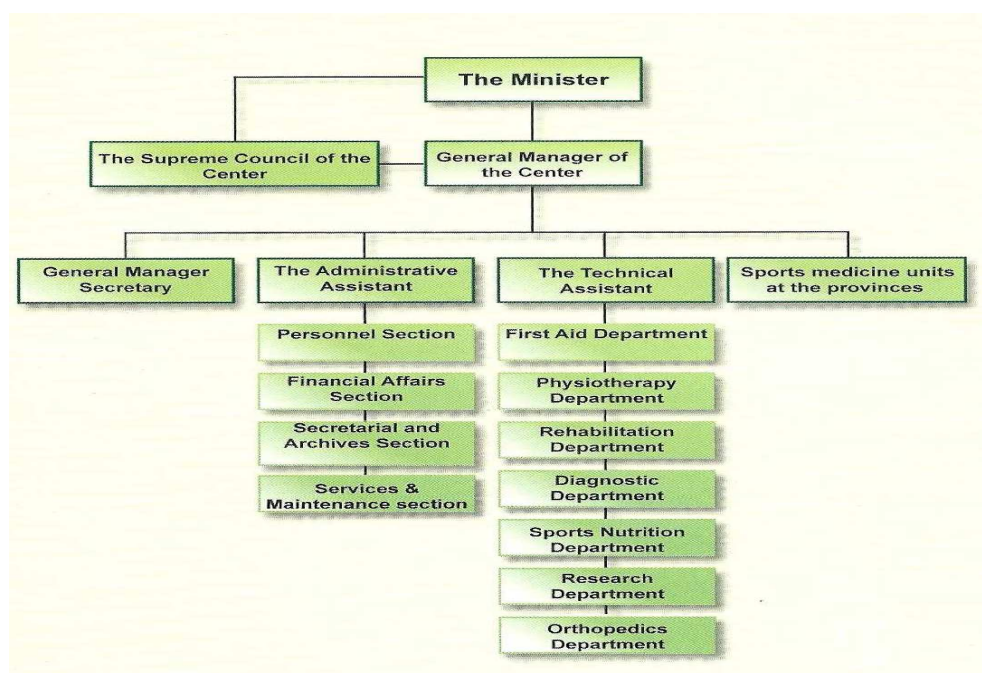 The Minister
The Supreme Council of the
Center
General Manager of
the Center
General Manager
Secretary
The Administrative
Assistant
The Technical
Assistant
Sports medicine units
at the provinces
Personnel Section
Financial Affairs
Section
Secretarial and
Archives Section
Services &
Maintenance section
First Aid Department
Physiotherapy
Department
Rehabilitation
Department
Diagnostic
Department
Sports Nutrition
Department
Research
Department
Orthopedics
Department